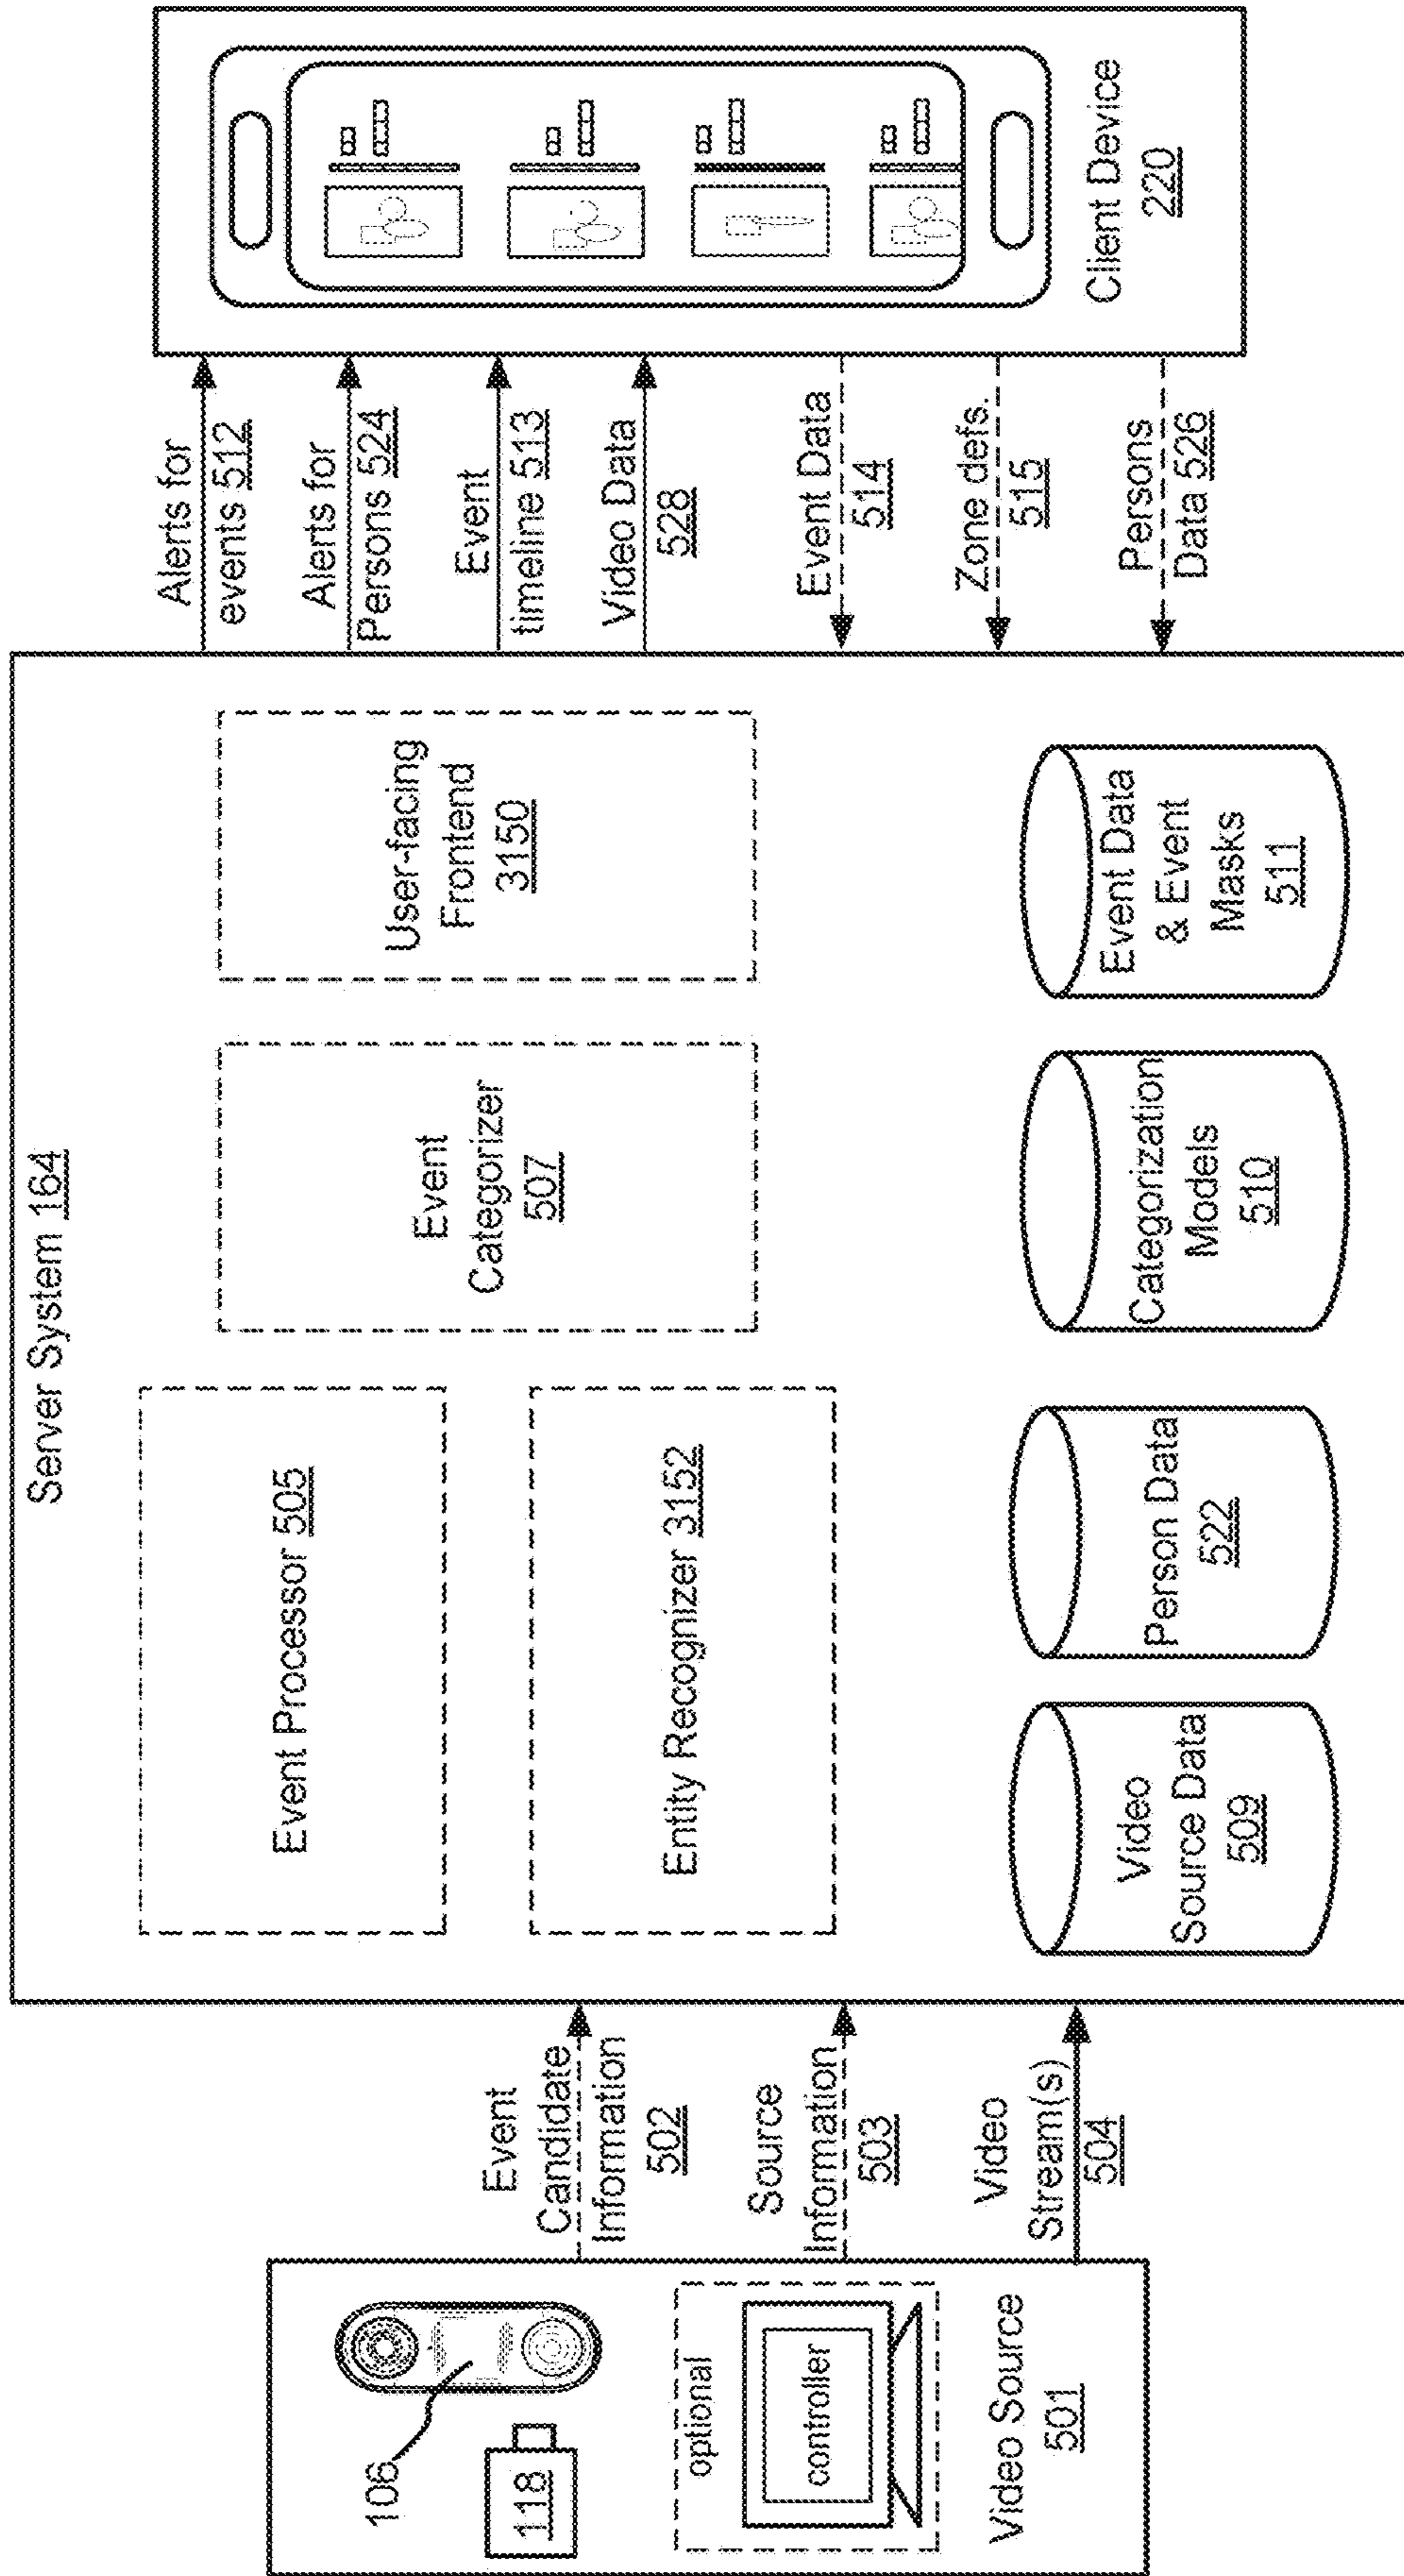 Server System 164
106
118
optional
controller
Video Source
501
Event
Candidate
Information
502
Source
Information
503
Video
Stream(s)
504
Event Processor 505
Entity Recognizer 3152
Event
Categorizer
507
User-facing
Frontend
3150
Video
Source Data
509
Person Data
522
Categorization
Models
510
Event Data
& Event
Masks
511
Alerts for
events 512
Alerts for
Persons 524
Event
timeline 513
Video Data
528
Event Data
514
Zone defs.
515
Persons
Data 526
Client Device
220